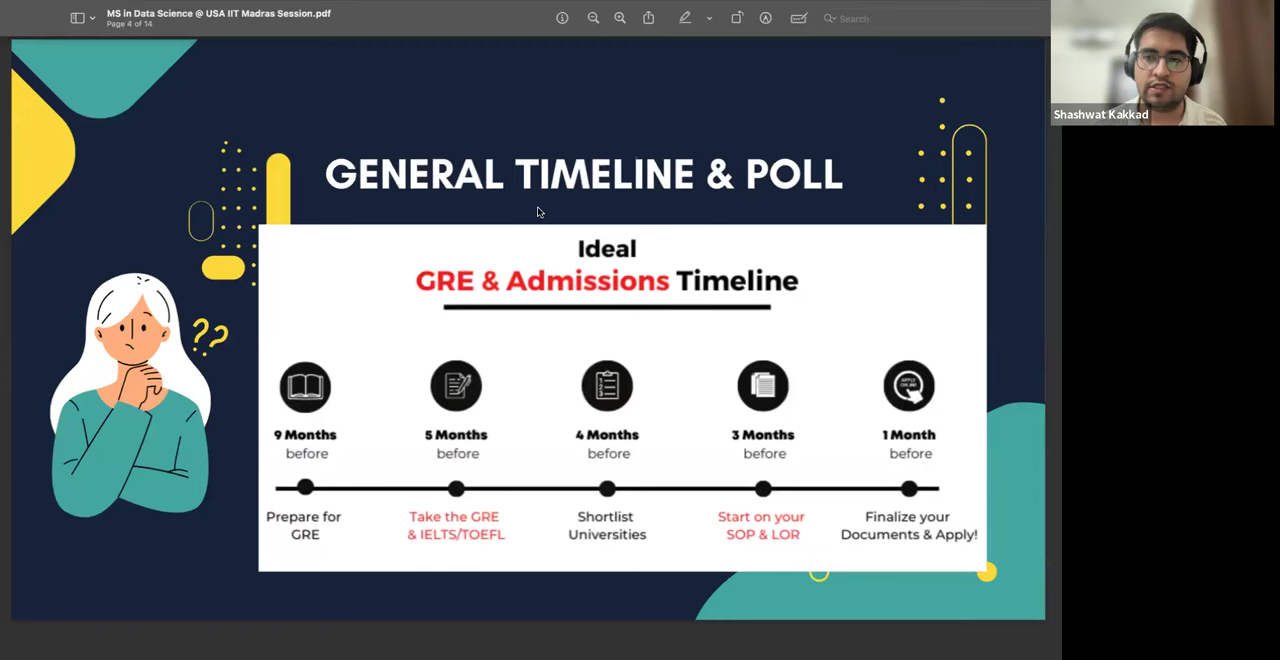 MS in Data Science @ USA IIT Madras Session.pdf
Page 4 of 14
Search
Shashwat Kakkad
GENERAL TIMELINE & POLL
Ideal
GRE & Admissions Timeline
??
APPLY
ONLINE
9 Months
before
5 Months
before
4 Months
before
3 Months
before
1 Month
before
Prepare for
GRE
Take the GRE
& IELTS/TOEFL
Shortlist
Universities
Start on your
SOP & LOR
Finalize your
Documents & Apply!